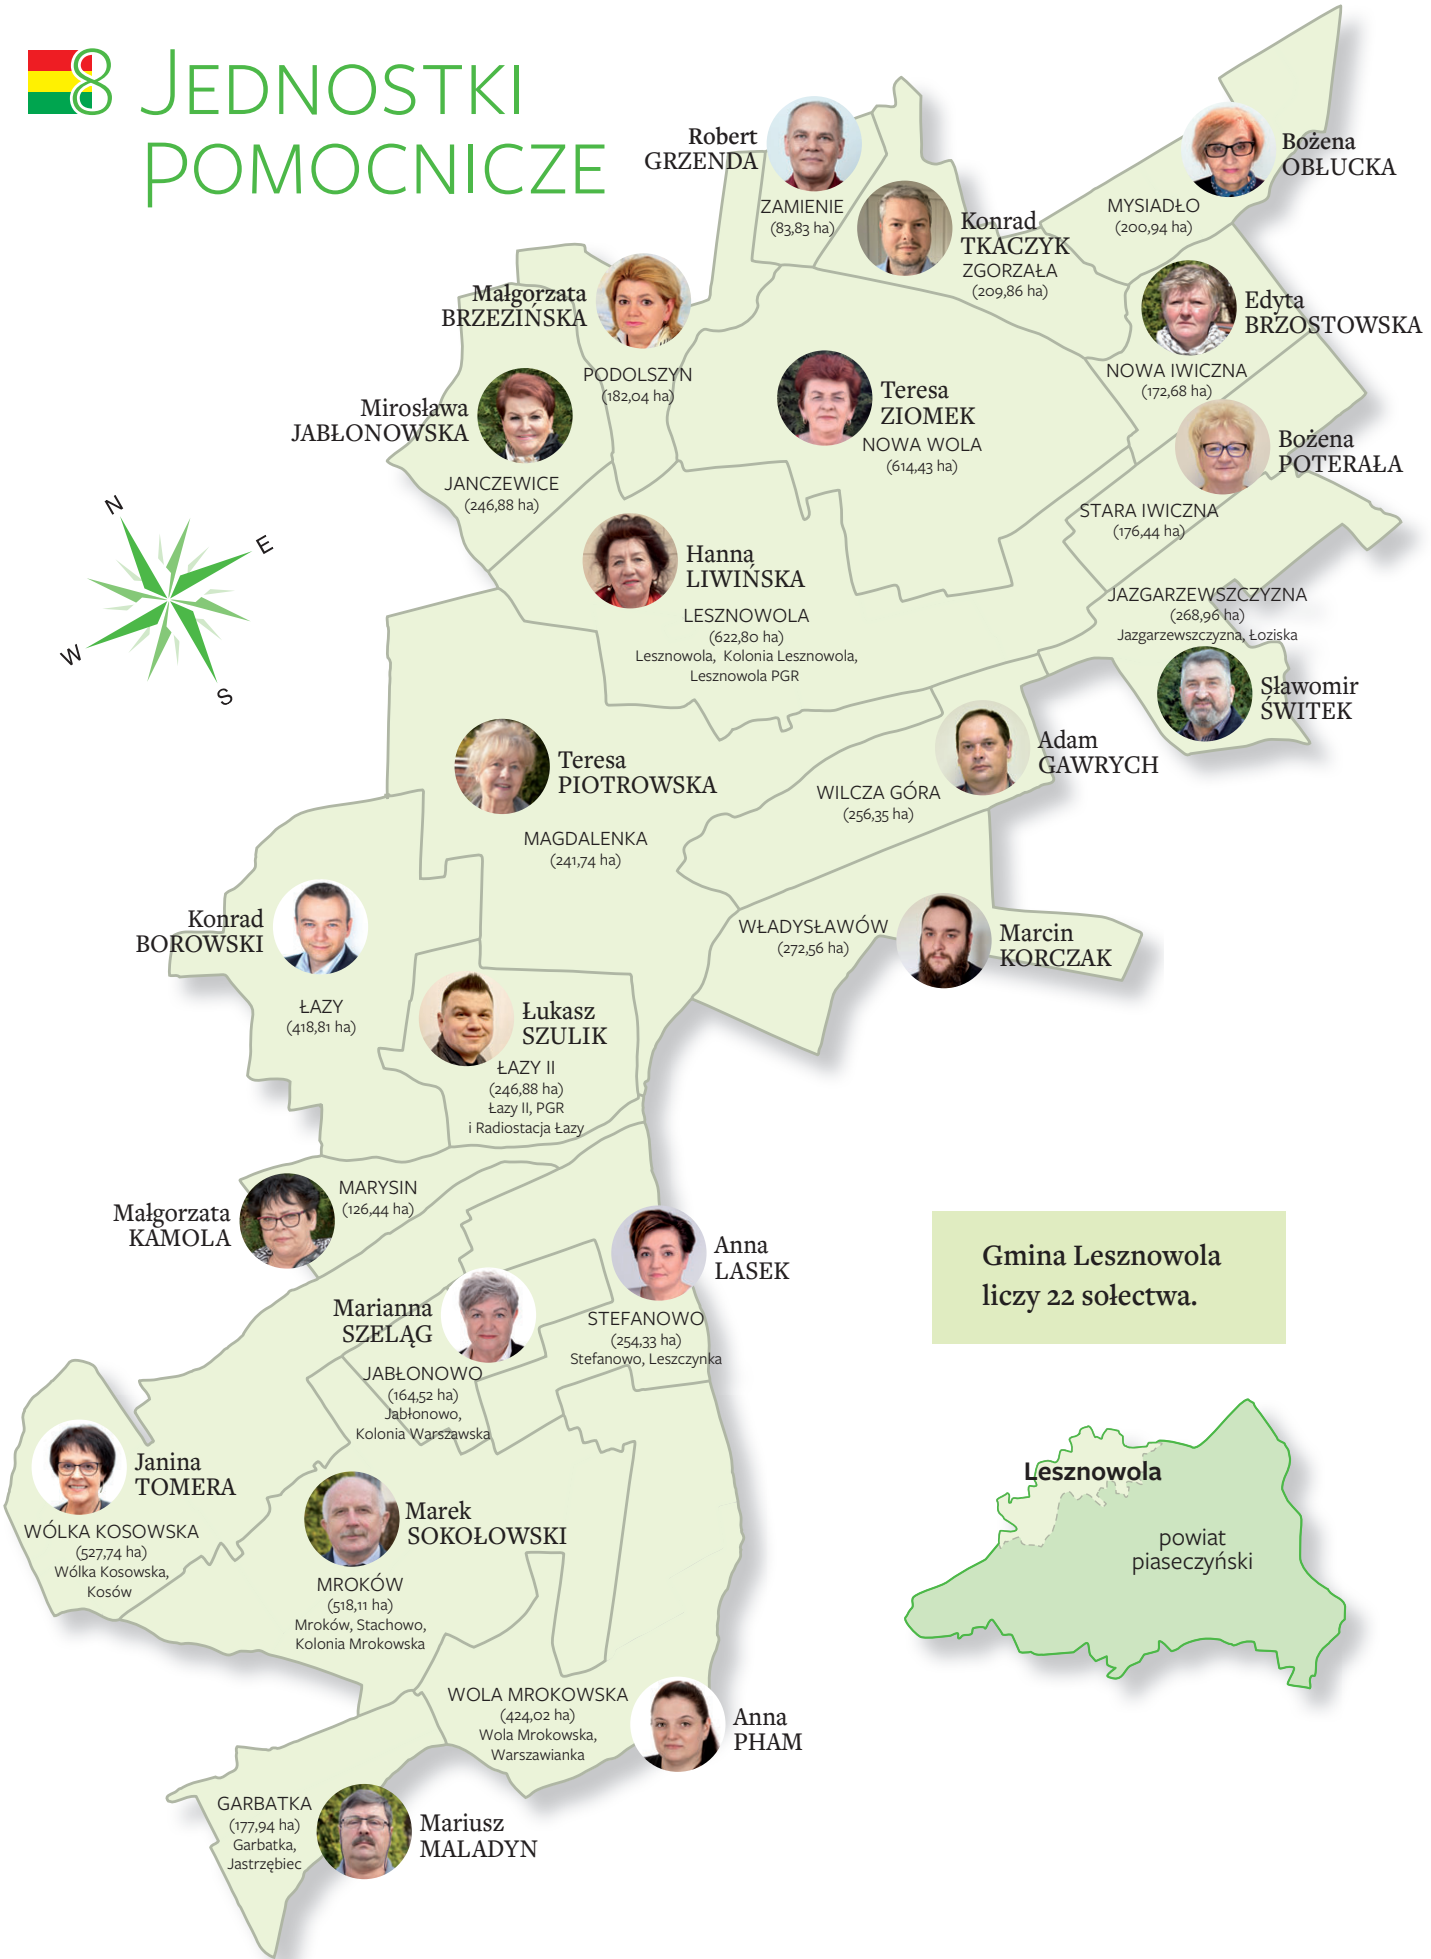 8 JEDNOSTKI
POMOCNICZE
Robert
GRZENDA
ZAMIENIE
(83,83 ha)
Konrad
TKACZYK
ZGORZAŁA
(209,86 ha)
Bożena
OBŁUCKA
MYSIADŁO
(200,94 ha)
Małgorzata
BRZEZIŃSKA
PODOLSZYN
(182,04 ha)
Edyta
BRZOSTOWSKA
NOWA IWICZNA
(172,68 ha)
Mirosława
JABŁONOWSKA
JANCZEWICE
(246,88 ha)
Teresa
ZIOMEK
NOWA WOLA
(614,43 ha)
Bożena
POTERAŁA
STARA IWICZNA
(176,44 ha)
N
E
W
S
Hanna
LIWIŃSKA
LESZNOWOLA
(622,80 ha)
Lesznowola, Kolonia Lesznowola,
Lesznowola PGR
JAZGARZEWSZCZYZNA
(268,96 ha)
Jazgarzewszczyzna, Łoziska
Sławomir
ŚWITEK
Teresa
PIOTROWSKA
MAGDALENKA
(241,74 ha)
Adam
GAWRYCH
WILCZA GÓRA
(256,35 ha)
Konrad
BOROWSKI
ŁAZY
(418,81 ha)
WŁADYSŁAWÓW
(272,56 ha)
Marcin
KORCZAK
Łukasz
SZULIK
ŁAZY II
(246,88 ha)
Łazy II, PGR
i Radiostacja Łazy
Małgorzata
KAMOLA
MARYSIN
(126,44 ha)
Anna
LASEK
STEFANOWO
(254,33 ha)
Stefanowo, Leszczynka
Gmina Lesznowola
liczy 22 sołectwa.
Marianna
SZELĄG
JABŁONOWO
(164,52 ha)
Jabłonowo,
Kolonia Warszawska
Janina
TOMERA
WÓLKA KOSOWSKA
(527,74 ha)
Wólka Kosowska,
Kosów
Marek
SOKOŁOWSKI
MROKÓW
(518,11 ha)
Mroków, Stachowo,
Kolonia Mrokowska
Lesznowola
powiat
piaseczyński
WOLA MROKOWSKA
(424,02 ha)
Wola Mrokowska,
Warszawianka
Anna
PHAM
GARBATKA
(177,94 ha)
Garbatka,
Jastrzębiec
Mariusz
MALADYN